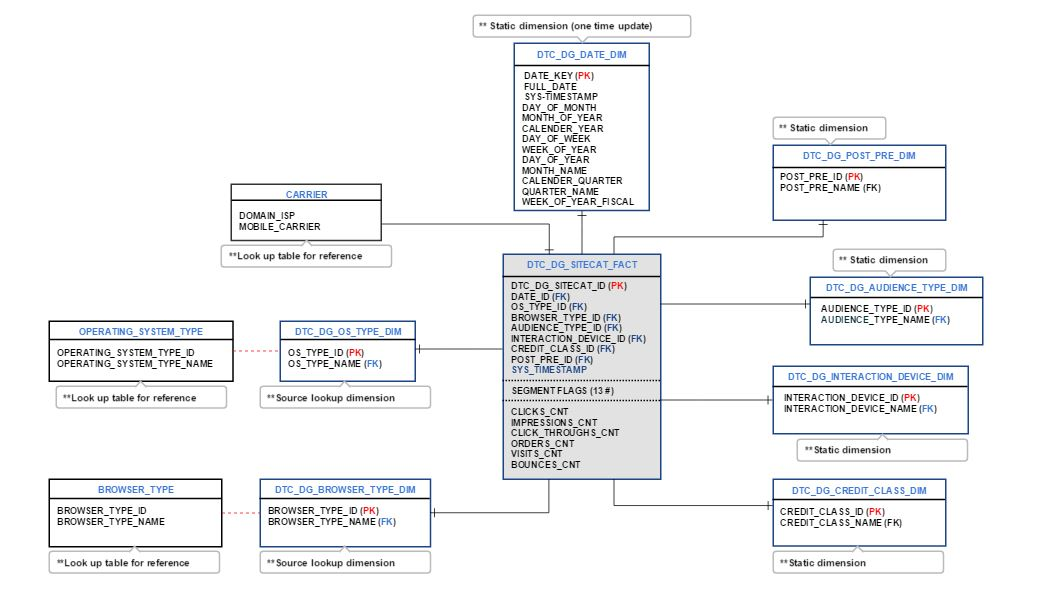 ** Static dimension (one time update)
DTC_DG_DATE_DIM
DATE_KEY (PK)
FULL_DATE
SYS-TIMESTAMP
DAY_OF_MONTH
MONTH_OF_YEAR
CALENDER_YEAR
DAY_OF_WEEK
WEEK_OF_YEAR
DAY_OF_YEAR
MONTH_NAME
CALENDER_QUARTER
QUARTER_NAME
WEEK_OF_YEAR_FISCAL
** Static dimension
DTC_DG_POST_PRE_DIM
POST_PRE_ID (PK)
POST_PRE_NAME (FK)
CARRIER
DOMAIN_ISP
MOBILE_CARRIER
**Look up table for reference
DTC_DG_SITECAT_FACT
DTC_DG_SITECAT_ID (PK)
DATE_ID (FK)
OS_TYPE_ID (FK)
BROWSER_TYPE_ID (FK)
AUDIENCE_TYPE_ID (FK)
INTERACTION_DEVICE_ID (FK)
CREDIT_CLASS_ID (FK)
POST_PRE_ID (FK)
SYS_TIMESTAMP
SEGMENT FLAGS (13 #)
CLICKS_CNT
IMPRESSIONS_CNT
CLICK_THROUGHS_CNT
ORDERS_CNT
VISITS_CNT
BOUNCES_CNT
** Static dimension
DTC_DG_AUDIENCE_TYPE_DIM
AUDIENCE_TYPE_ID (PK)
AUDIENCE_TYPE_NAME (FK)
OPERATING_SYSTEM_TYPE
OPERATING_SYSTEM_TYPE_ID
OPERATING_SYSTEM_TYPE_NAME
**Look up table for reference
DTC_DG_OS_TYPE_DIM
OS_TYPE_ID (PK)
OS_TYPE_NAME (FK)
**Source lookup dimension
DTC_DG_INTERACTION_DEVICE_DIM
INTERACTION_DEVICE_ID (PK)
INTERACTION_DEVICE_NAME (FK)
**Static dimension
BROWSER_TYPE
BROWSER_TYPE_ID
BROWSER_TYPE_NAME
**Look up table for reference
DTC_DG_BROWSER_TYPE_DIM
BROWSER_TYPE_ID (PK)
BROWSER_TYPE_NAME (FK)
**Source lookup dimension
DTC_DG_CREDIT_CLASS_DIM
CREDIT_CLASS_ID (PK)
CREDIT_CLASS_NAME (FK)
**Static dimension